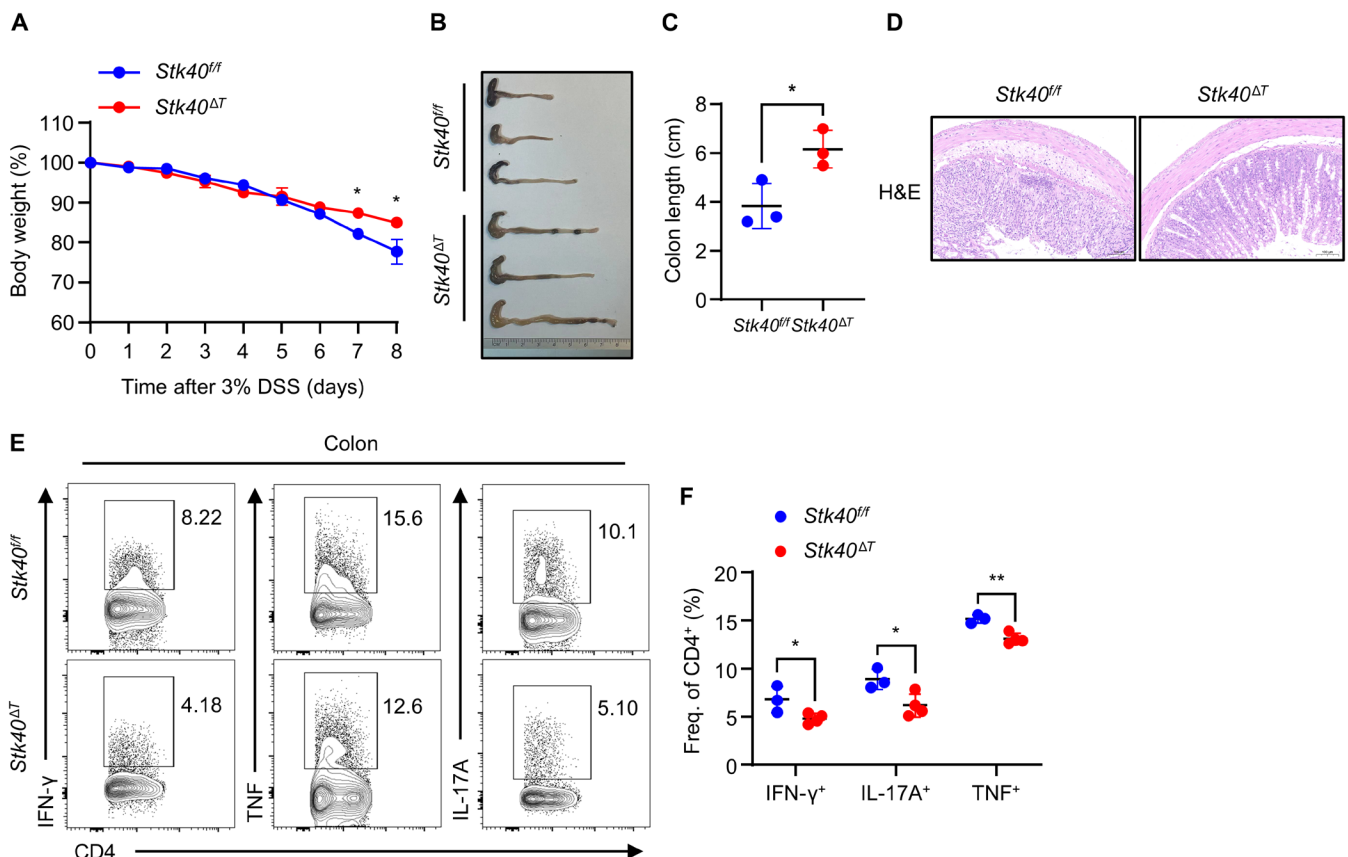 A
Stk40f/f
Stk40ΔT
Body weight (%)
110
100
90
80
70
60
*
*
0 1 2 3 4 5 6 7 8
Time after 3% DSS (days)
B
Stk40f/f
Stk40ΔT
C
Colon length (cm)
8
6
4
2
0
*
Stk40f/f Stk40ΔT
D
Stk40f/f
Stk40ΔT
H&E
E
Colon
Stk40f/f
Stk40ΔT
IFN-γ
TNF
IL-17A
8.22
15.6
10.1
4.18
12.6
5.10
CD4
F
Stk40f/f
Stk40ΔT
Freq. of CD4+ (%)
20
15
10
5
0
*
*
**
IFN-γ+
IL-17A+
TNF+